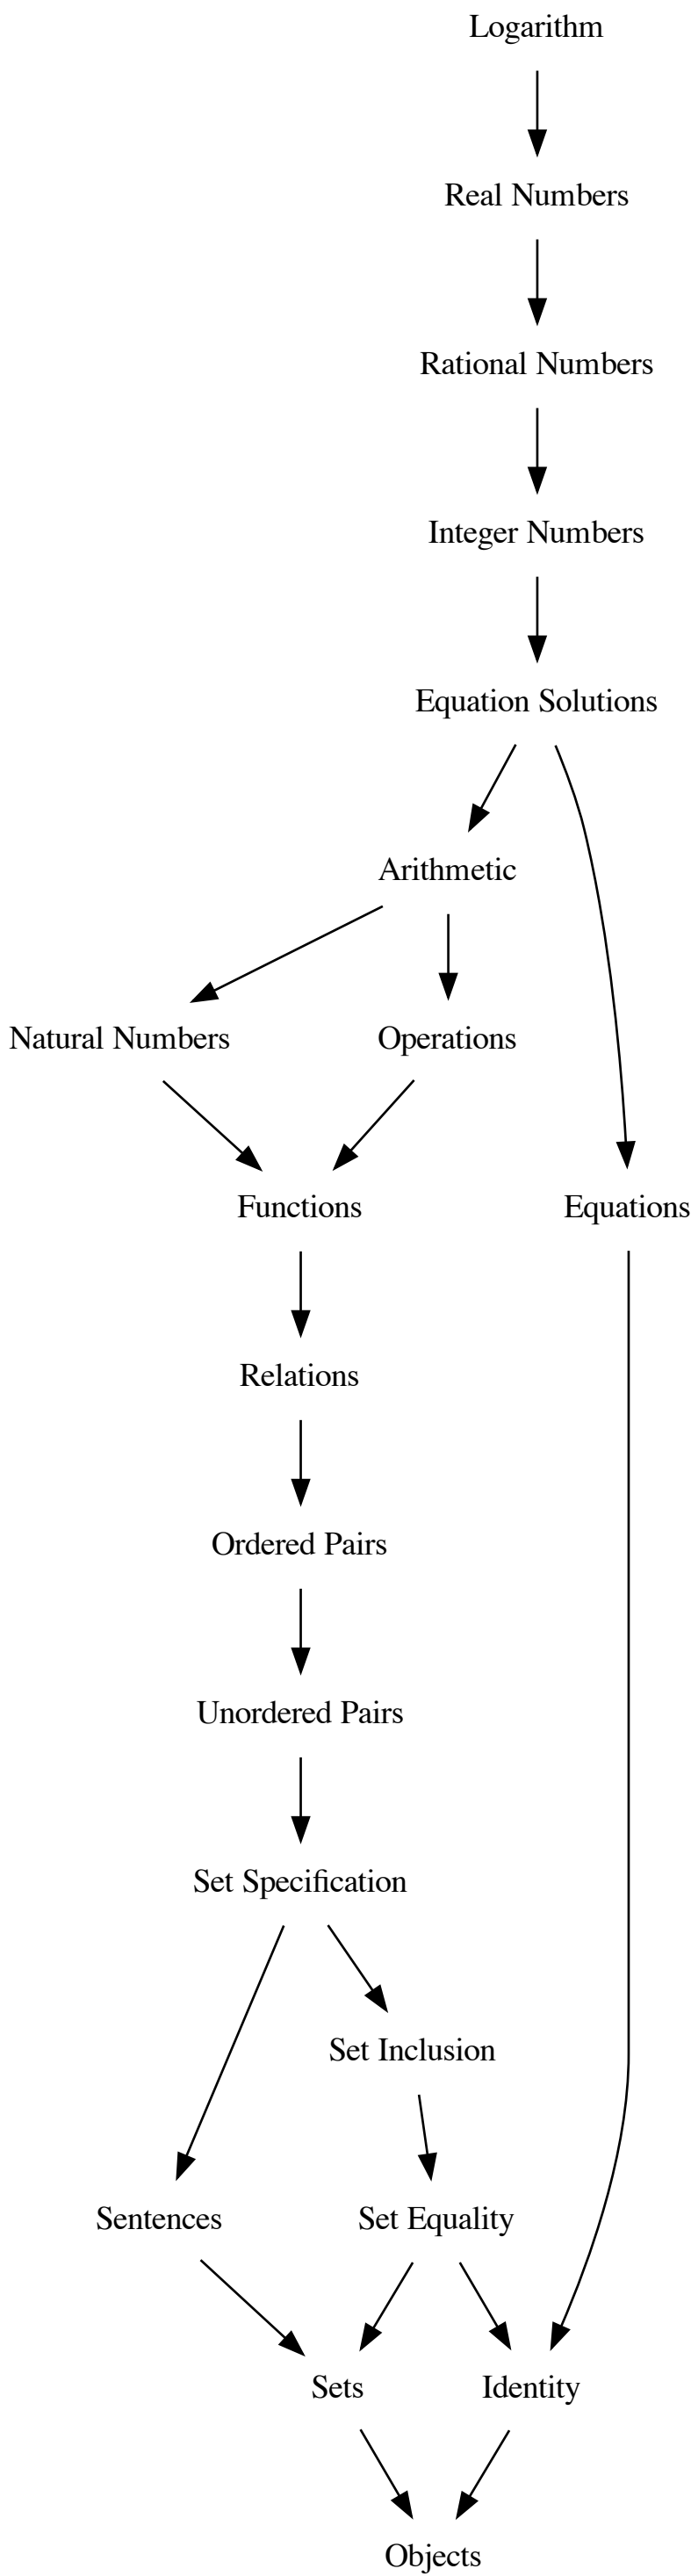 Logarithm
Real Numbers
Rational Numbers
Integer Numbers
Equation Solutions
Arithmetic
Natural Numbers
Operations
Functions
Equations
Relations
Ordered Pairs
Unordered Pairs
Set Specification
Set Inclusion
Sentences
Set Equality
Sets
Identity
Objects